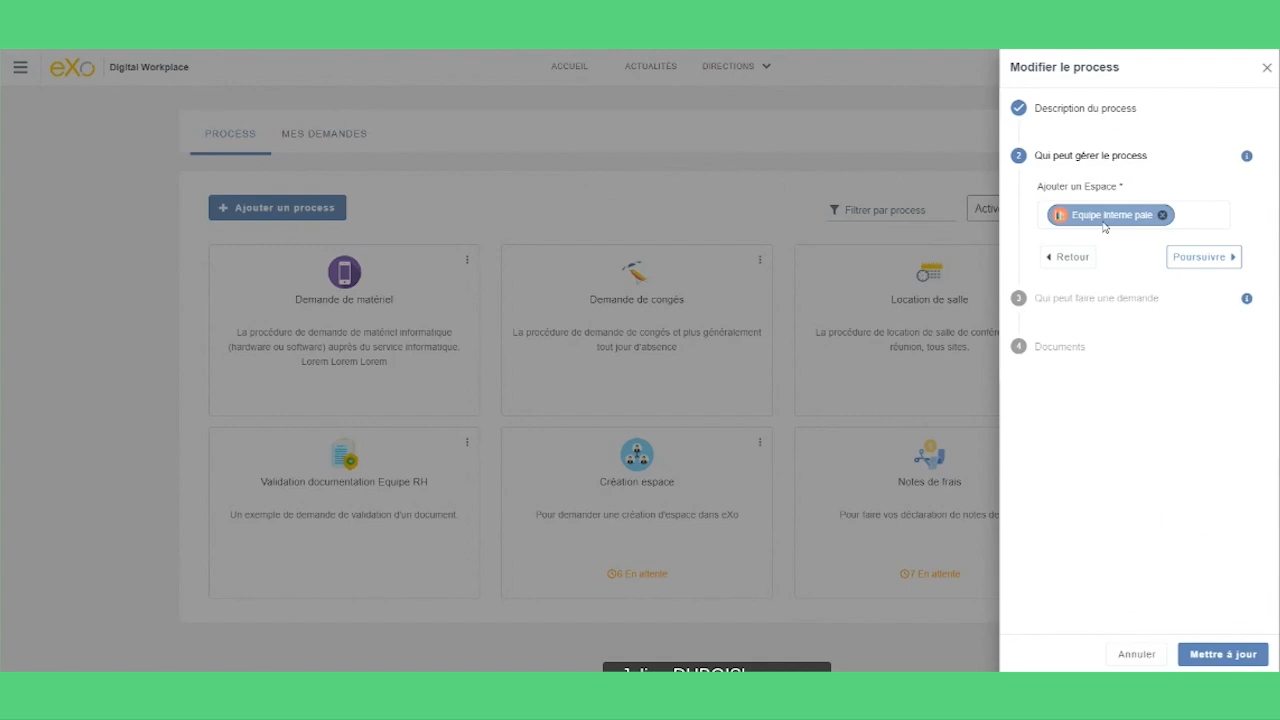 eXo Digital Workplace
ACCUEIL ACTUALITÉS DIRECTIONS
PROCESS MES DEMANDES
+ Ajouter un process
Filtrer par process
Demande de matériel
La procédure de demande de matériel informatique
(hardware ou software) auprès du service informatique.
Lorem Lorem Lorem
Demande de congés
La procédure de demande de congés et plus généralement
tout jour d'absence
Location de salle
La procédure de location de salle de
réunion, tous sites.
Validation documentation Equipe RH
Un exemple de demande de validation d'un document.
Création espace
Pour demander une création d'espace dans eXo
6 En attente
Notes de frais
Pour faire vos déclaration de notes
7 En attente
Modifier le process
Description du process
2 Qui peut gérer le process
Ajouter un Espace *
Equipe interne paie
Retour
Poursuivre
3 Qui peut faire une demande
4 Documents
Annuler
Mettre à jour